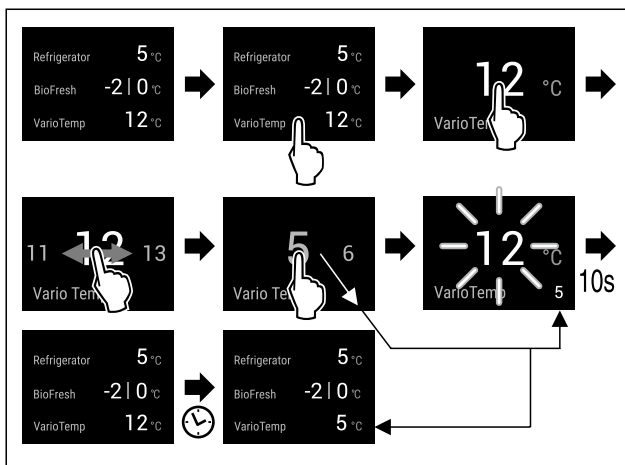 Refrigerator 5 °C
BioFresh -2 | 0 °C
VarioTemp 12 °C
Refrigerator 5 °C
BioFresh -2 | 0 °C
VarioTemp 12 °C
12 °C
11 12 13
Vario
5 6
Vario
12 °C
VarioTemp 5
10s
Refrigerator 5 °C
BioFresh -2 | 0 °C
VarioTemp 12 °C
Refrigerator 5 °C
BioFresh -2 | 0 °C
VarioTemp 5 °C